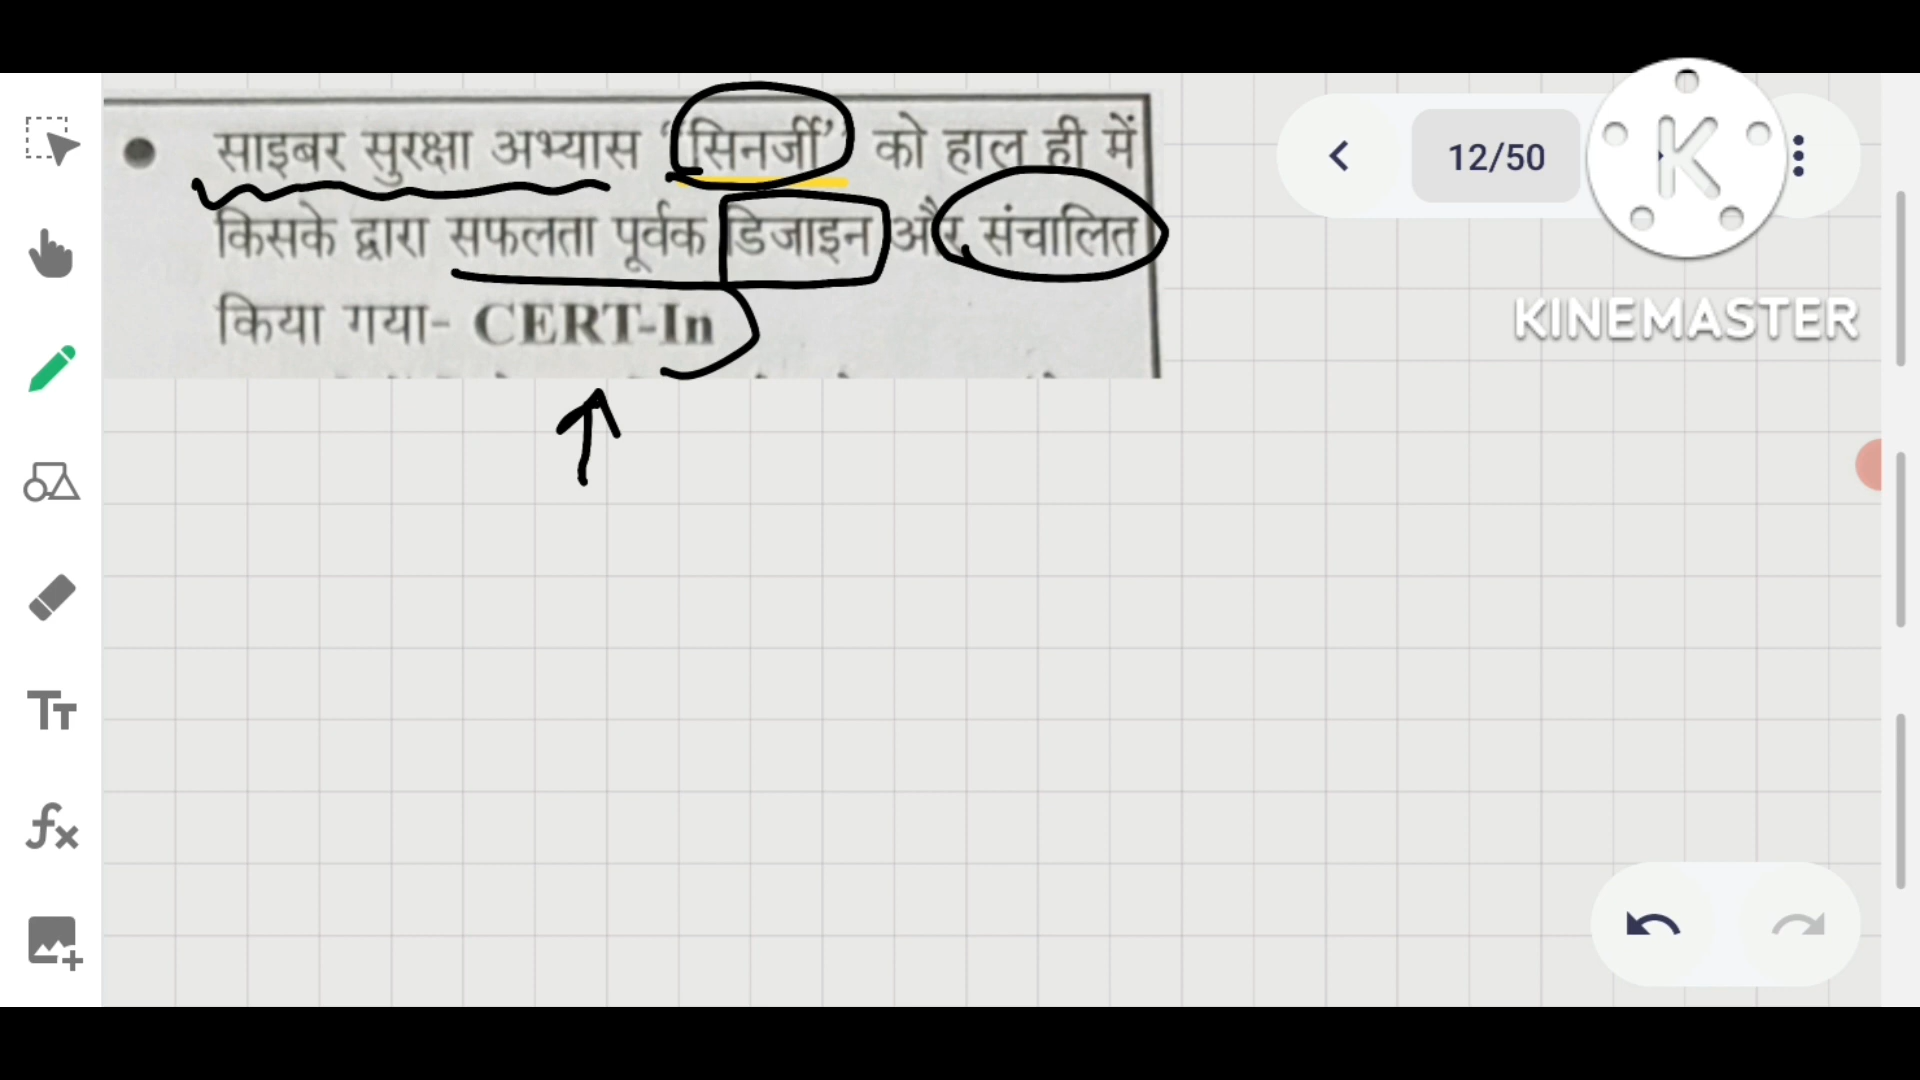 साइबर सुरक्षा अभ्यास ‘‘सिनर्जी’’ को हाल ही में
किसके द्वारा सफलता पूर्वक डिजाइन और संचालित
किया गया- CERT-In
12/50
KINEMASTER